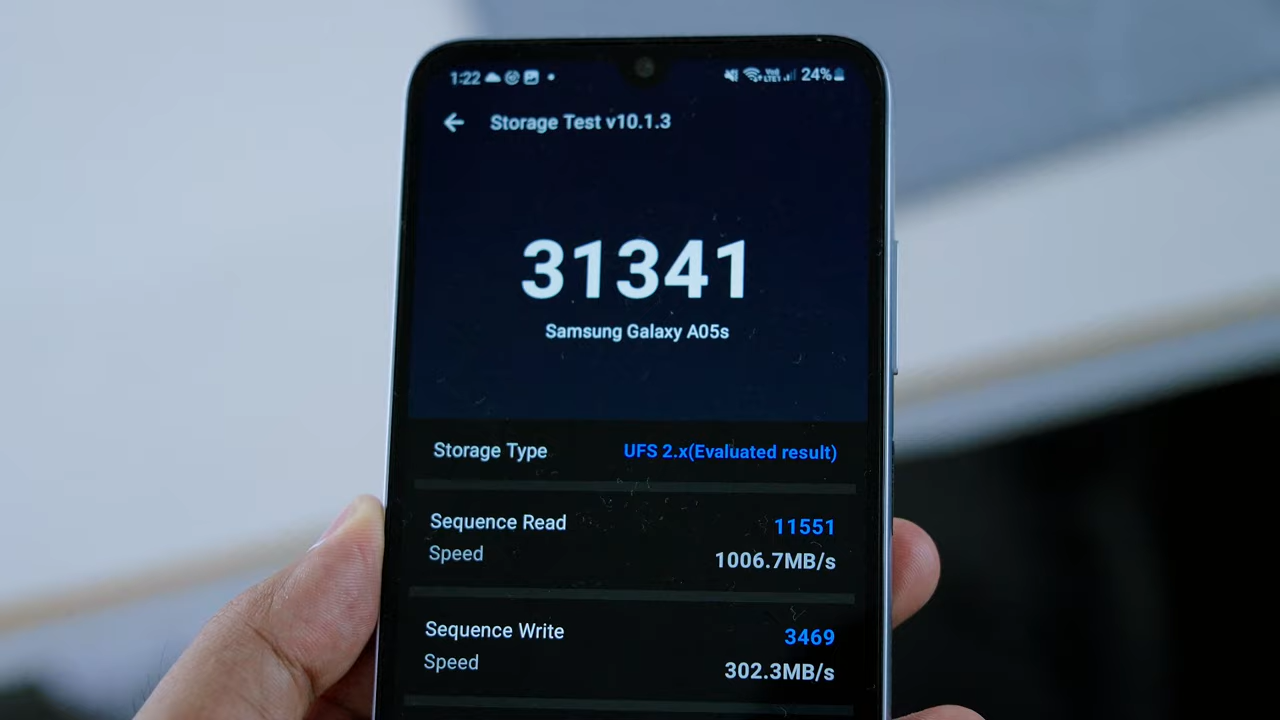 1:22 24%
Storage Test v10.1.3
31341
Samsung Galaxy A05s
Storage Type UFS 2.x(Evaluated result)
Sequence Read 11551
Speed 1006.7MB/s
Sequence Write 3469
Speed 302.3MB/s